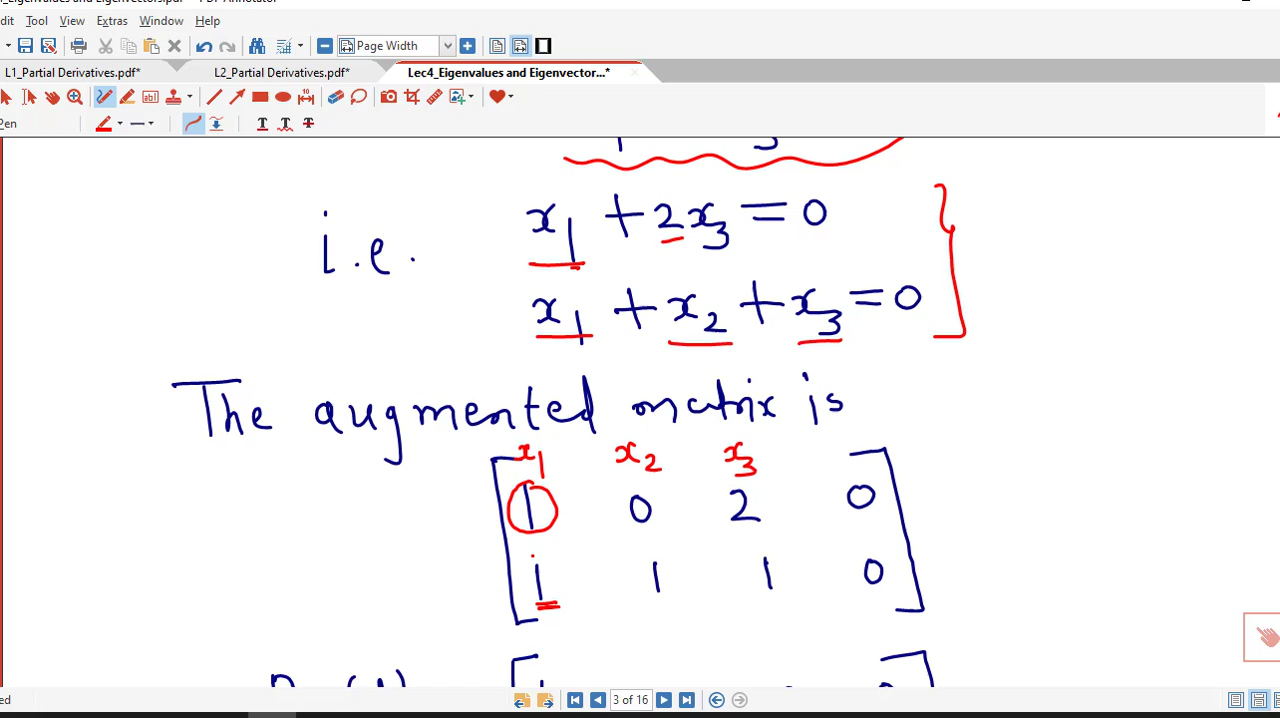 dit Tool View Extras Window Help
Page Width
L1_Partial Derivatives.pdf* L2_Partial Derivatives.pdf* Lec4_Eigenvalues and Eigenvector...*
Pen
i.e. x1 + 2x3 = 0
x1 + x2 + x3 = 0
The augmented matrix is
x1 x2 x3
1 0 2 0
1 1 1 0
3 of 16